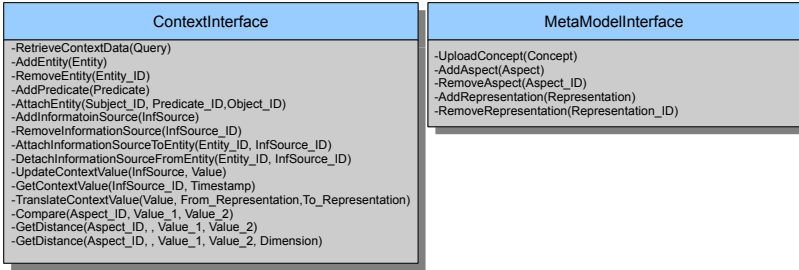 ContextInterface
-RetrieveContextData(Query)
-AddEntity(Entity)
-RemoveEntity(Entity_ID)
-AddPredicate(Predicate)
-AttachEntity(Subject_ID, Predicate_ID,Object_ID)
-AddInformatoinSource(InfSource)
-RemoveInformationSource(InfSource_ID)
-AttachInformationSourceToEntity(Entity_ID, InfSource_ID)
-DetachInformationSourceFromEntity(Entity_ID, InfSource_ID)
-UpdateContextValue(InfSource, Value)
-GetContextValue(InfSource_ID, Timestamp)
-TranslateContextValue(Value, From_Representation,To_Representation)
-Compare(Aspect_ID, Value_1, Value_2)
-GetDistance(Aspect_ID, , Value_1, Value_2)
-GetDistance(Aspect_ID, , Value_1, Value_2, Dimension)
MetaModelInterface
-UploadConcept(Concept)
-AddAspect(Aspect)
-RemoveAspect(Aspect_ID)
-AddRepresentation(Representation)
-RemoveRepresentation(Representation_ID)